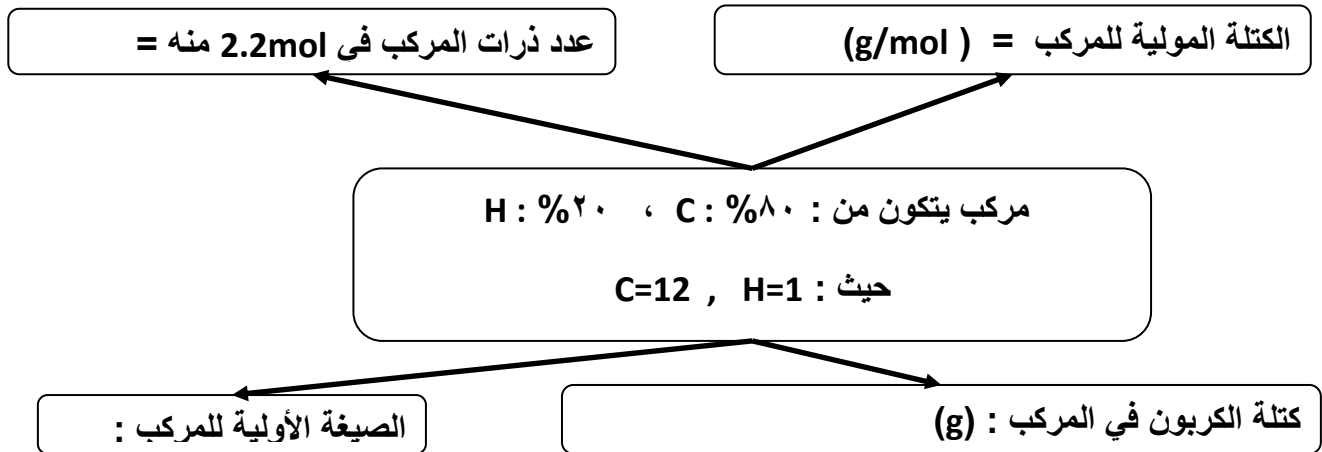 الكتلة المولية للمركب = ( g/mol)
عدد ذرات المركب في 2.2mol منه =
مركب يتكون من : ٨٠% : C ، ٢٠% : H
حيث : C=12 , H=1
كتلة الكربون في المركب : (g)
الصيغة الأولية للمركب :